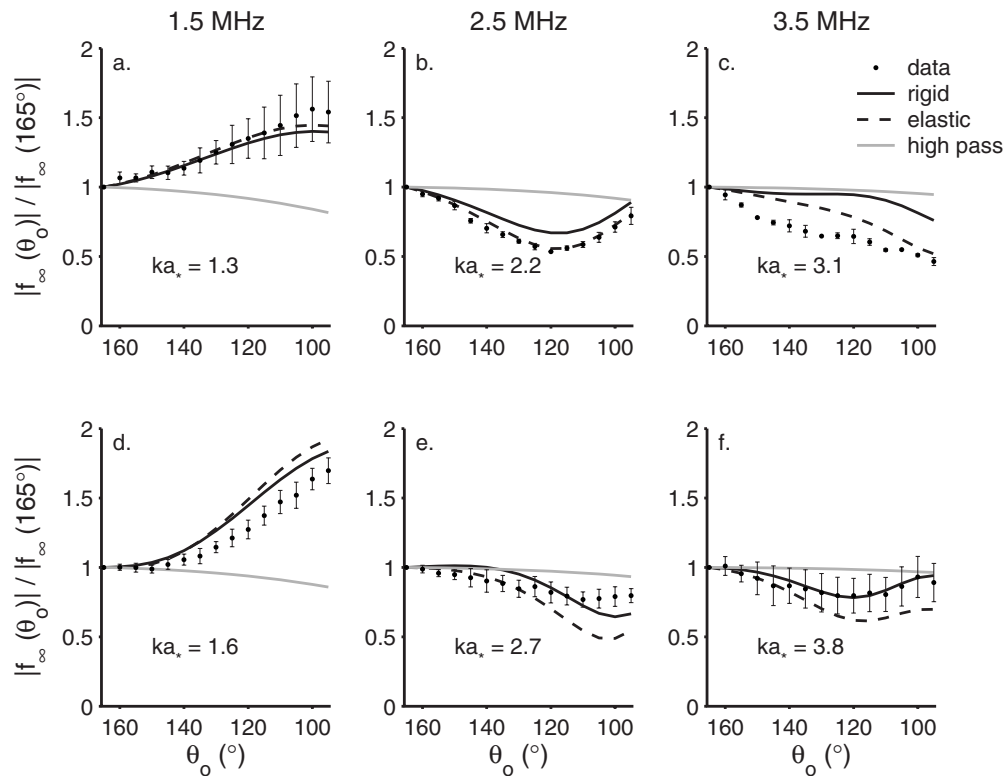 1.5 MHz 2.5 MHz 3.5 MHz
|f∞(θo)| / |f∞ (165°)|
2
1.5
1
0.5
0
a.
ka* = 1.3
160 140 120 100
b.
2
1.5
1
0.5
0
ka* = 2.2
160 140 120 100
c.
2
1.5
1
0.5
0
data
rigid
elastic
high pass
ka* = 3.1
160 140 120 100
|f∞(θo)| / |f∞ (165°)|
2
1.5
1
0.5
0
d.
ka* = 1.6
160 140 120 100
θo (°)
e.
2
1.5
1
0.5
0
ka* = 2.7
160 140 120 100
θo (°)
f.
2
1.5
1
0.5
0
ka* = 3.8
160 140 120 100
θo (°)